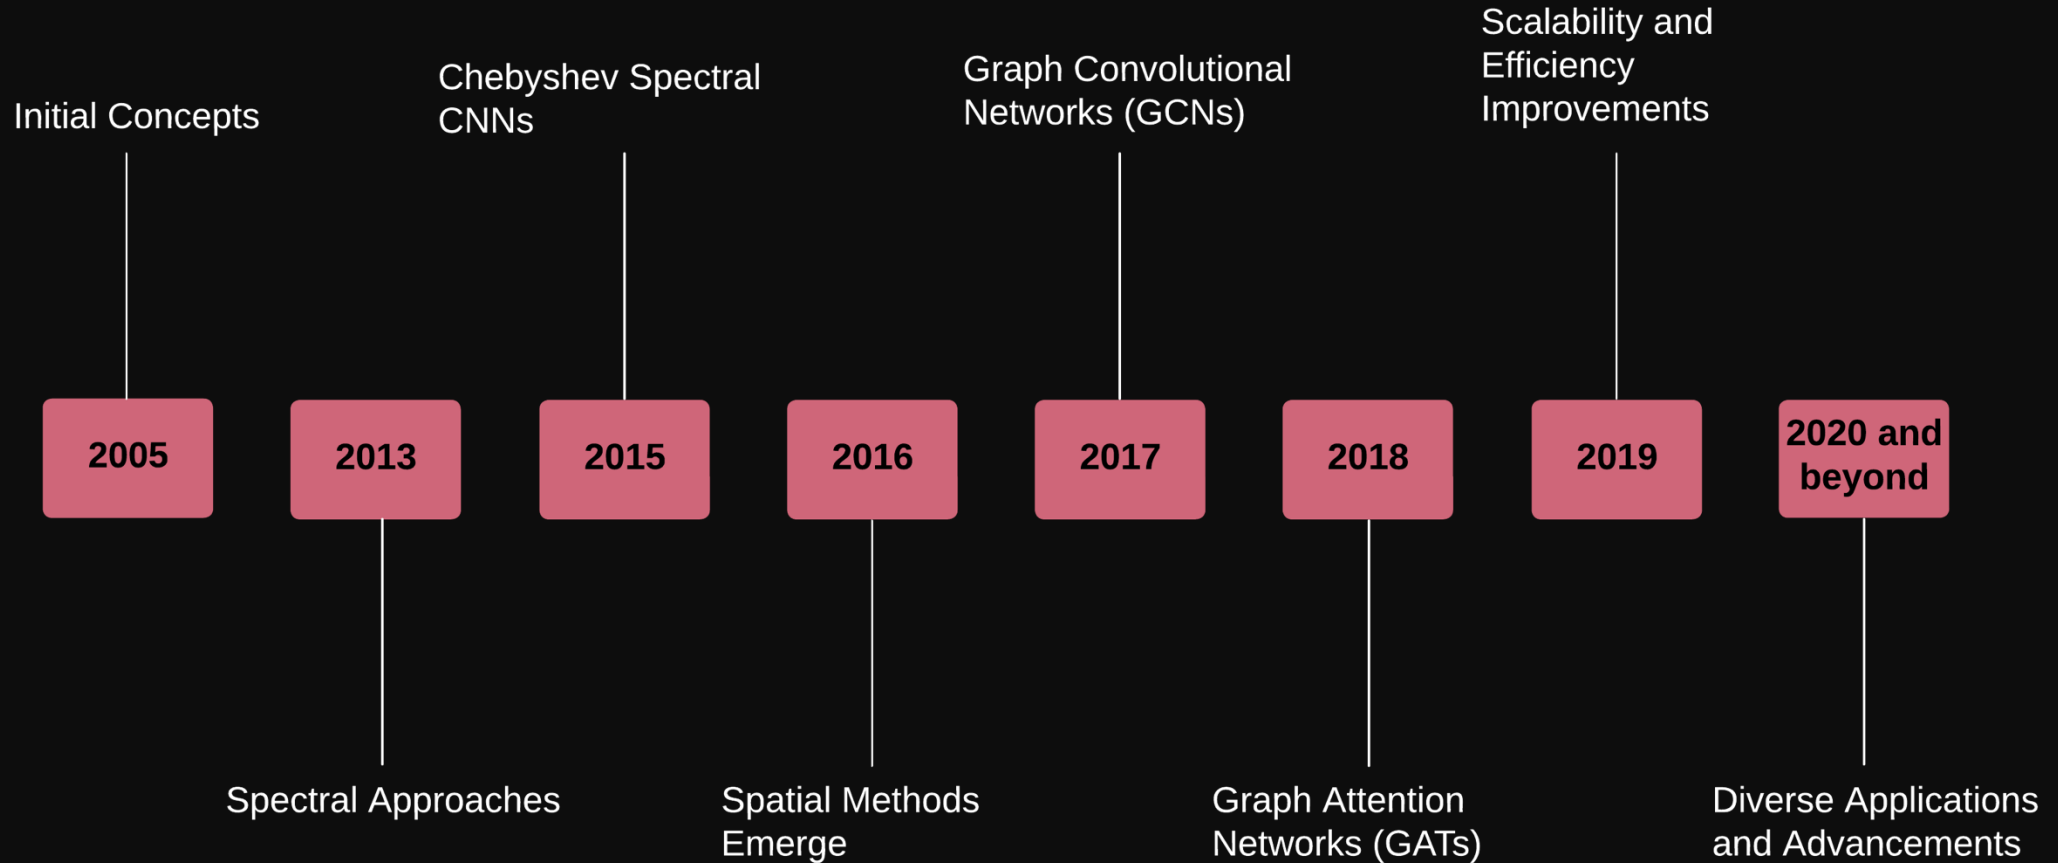 Initial Concepts
Chebyshev Spectral
CNNs
Graph Convolutional
Networks (GCNs)
Scalability and
Efficiency
Improvements
2005
2013
2015
2016
2017
2018
2019
2020 and
beyond
Spectral Approaches
Spatial Methods
Emerge
Graph Attention
Networks (GATs)
Diverse Applications
and Advancements